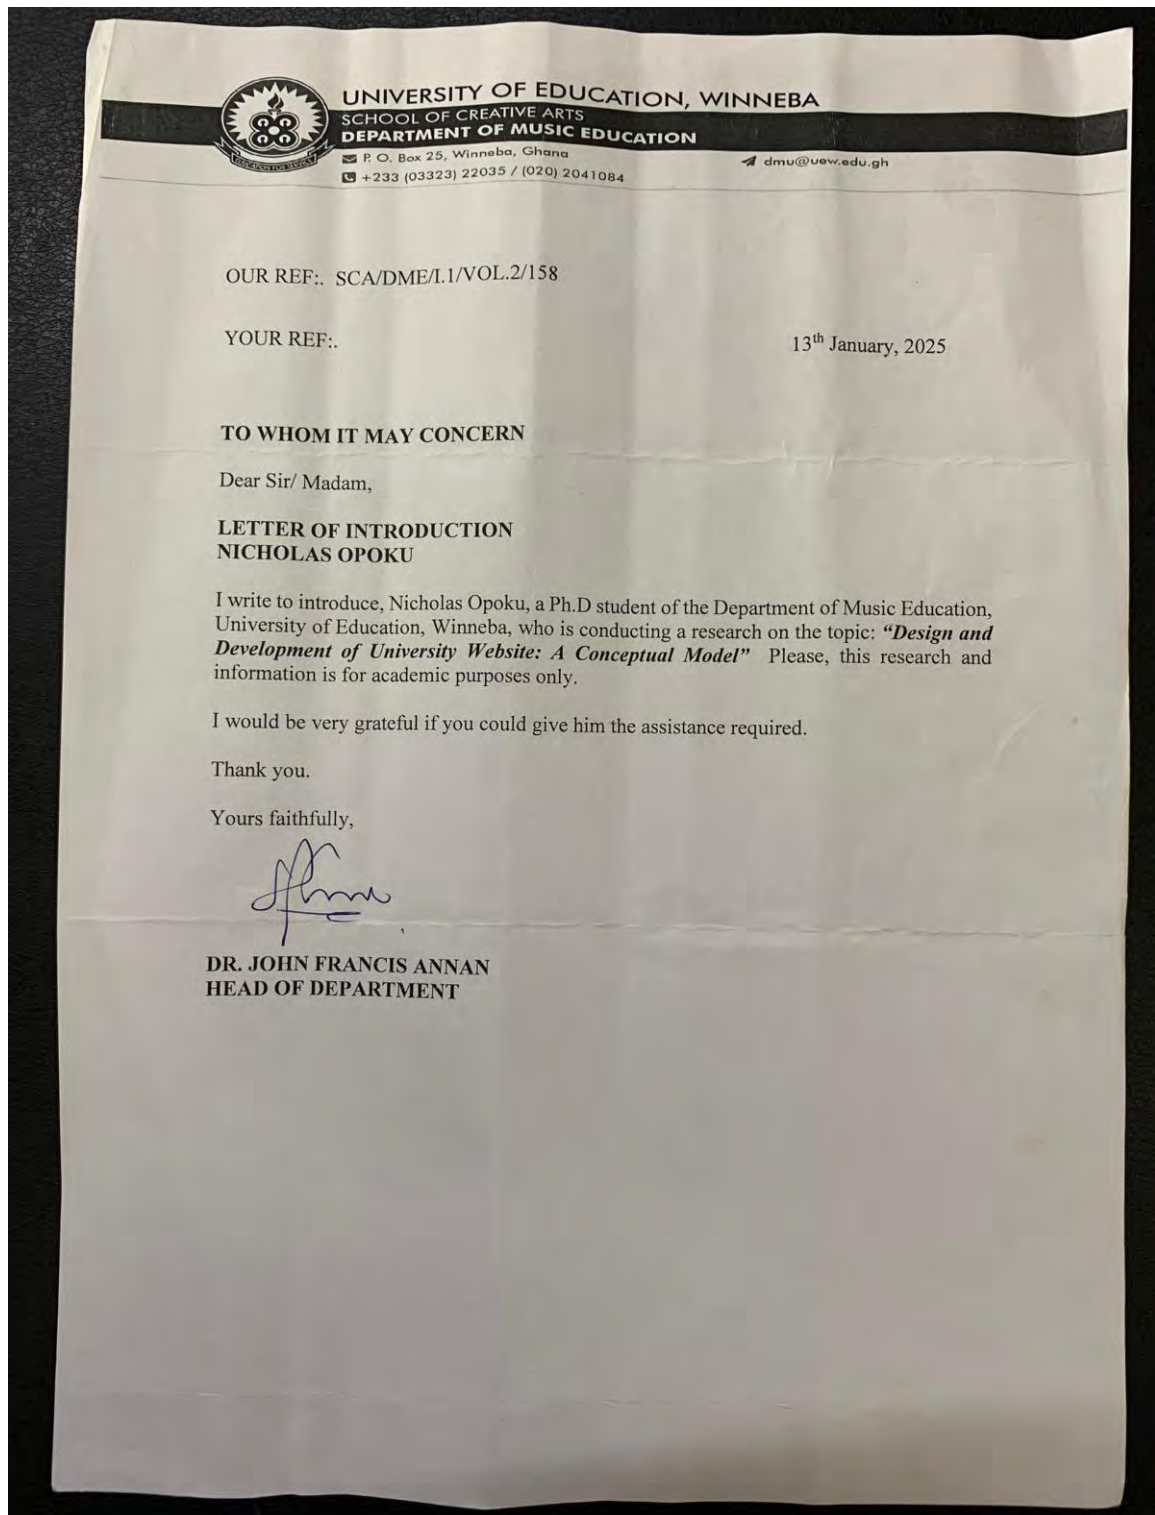 UNIVERSITY OF EDUCATION, WINNEBA
SCHOOL OF CREATIVE ARTS
DEPARTMENT OF MUSIC EDUCATION
P. O. Box 25, Winneba, Ghana
dmu@uew.edu.gh
+233 (03323) 22035 / (020) 2041084
EDUCATION FOR SERVICE
OUR REF:. SCA/DME/I.1/VOL.2/158
YOUR REF:.
13th January, 2025
TO WHOM IT MAY CONCERN
Dear Sir/ Madam,
LETTER OF INTRODUCTION
NICHOLAS OPOKU
I write to introduce, Nicholas Opoku, a Ph.D student of the Department of Music Education,
University of Education, Winneba, who is conducting a research on the topic: “Design and
Development of University Website: A Conceptual Model” Please, this research and
information is for academic purposes only.
I would be very grateful if you could give him the assistance required.
Thank you.
Yours faithfully,
DR. JOHN FRANCIS ANNAN
HEAD OF DEPARTMENT